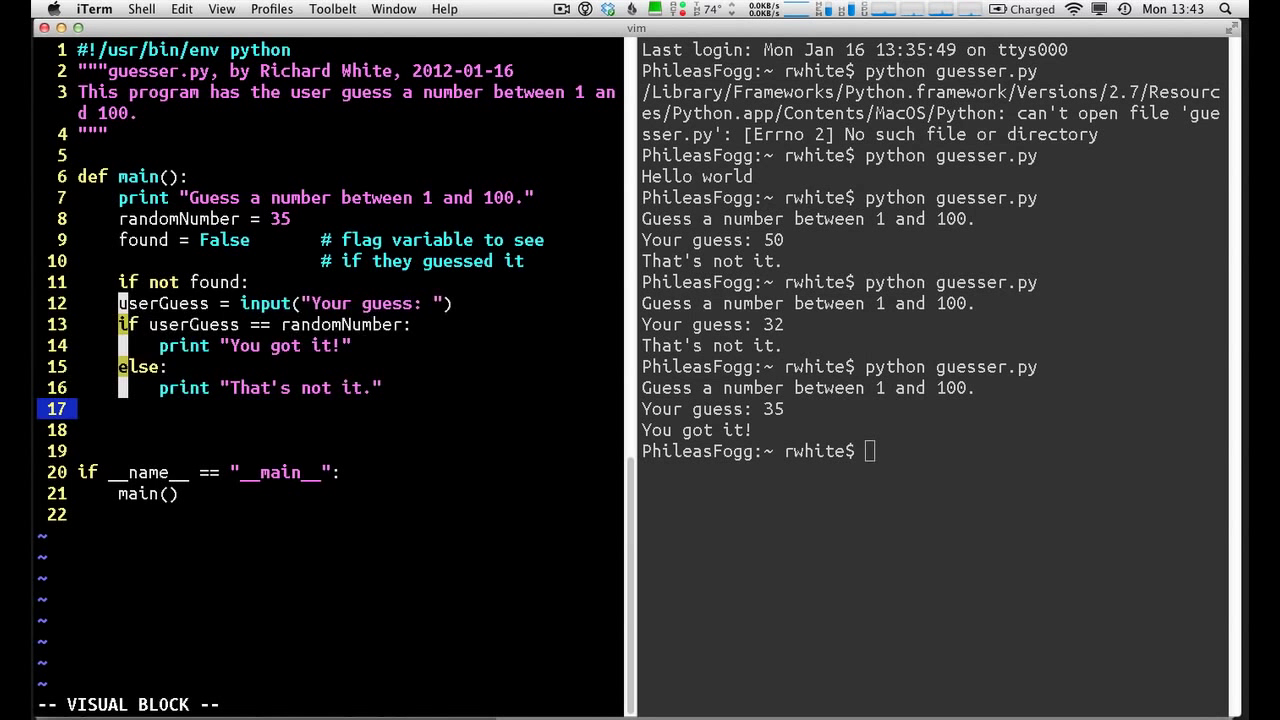 iTerm Shell Edit View Profiles Toolbelt Window Help 74° 0.0KB/s 0.0KB/s Charged Mon 13:43
vim
1 #!/usr/bin/env python
2 """guesser.py, by Richard White, 2012-01-16
3 This program has the user guess a number between 1 an
d 100.
4 """
5
6 def main():
7 print "Guess a number between 1 and 100."
8 randomNumber = 35
9 found = False # flag variable to see
10 # if they guessed it
11 if not found:
12 userGuess = input("Your guess: ")
13 if userGuess == randomNumber:
14 print "You got it!"
15 else:
16 print "That's not it."
17
18
19
20 if __name__ == "__main__":
21 main()
22
~
~
~
~
~
~
~
~
-- VISUAL BLOCK --
Last login: Mon Jan 16 13:35:49 on ttys000
PhileasFogg:~ rwhite$ python guesser.py
/Library/Frameworks/Python.framework/Versions/2.7/Resourc
es/Python.app/Contents/MacOS/Python: can't open file 'gue
sser.py': [Errno 2] No such file or directory
PhileasFogg:~ rwhite$ python guesser.py
Hello world
PhileasFogg:~ rwhite$ python guesser.py
Guess a number between 1 and 100.
Your guess: 50
That's not it.
PhileasFogg:~ rwhite$ python guesser.py
Guess a number between 1 and 100.
Your guess: 32
That's not it.
PhileasFogg:~ rwhite$ python guesser.py
Guess a number between 1 and 100.
Your guess: 35
You got it!
PhileasFogg:~ rwhite$